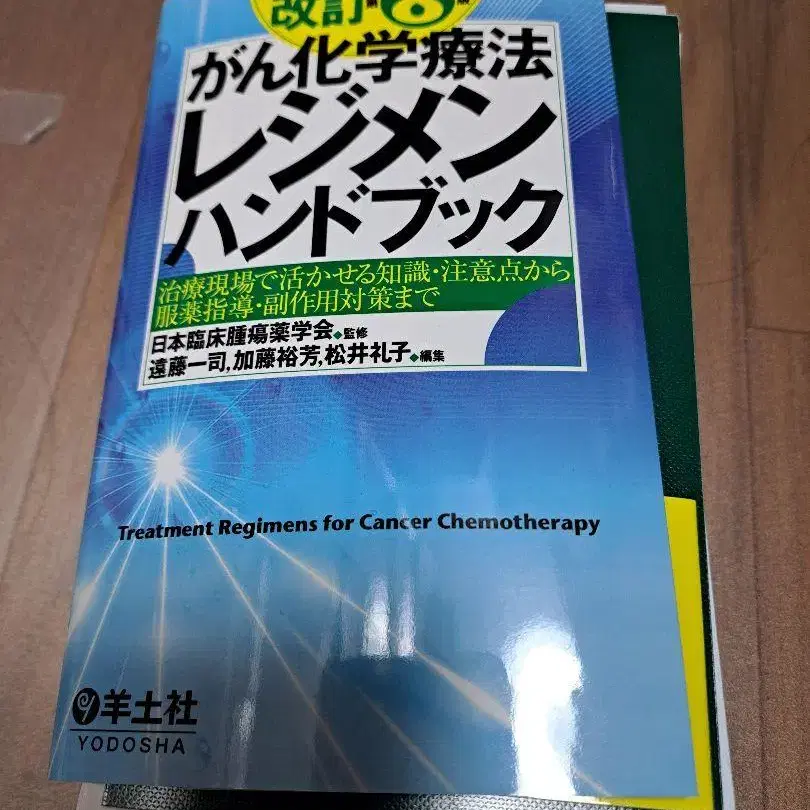 改訂第6版
がん化学療法
レジメン
ハンドブック
治療現場で活かせる知識・注意点から
服薬指導・副作用対策まで
日本臨床腫瘍薬学会◆監修
遠藤一司,加藤裕芳,松井礼子◆編集
Treatment Regimens for Cancer Chemotherapy
羊土社
YODOSHA